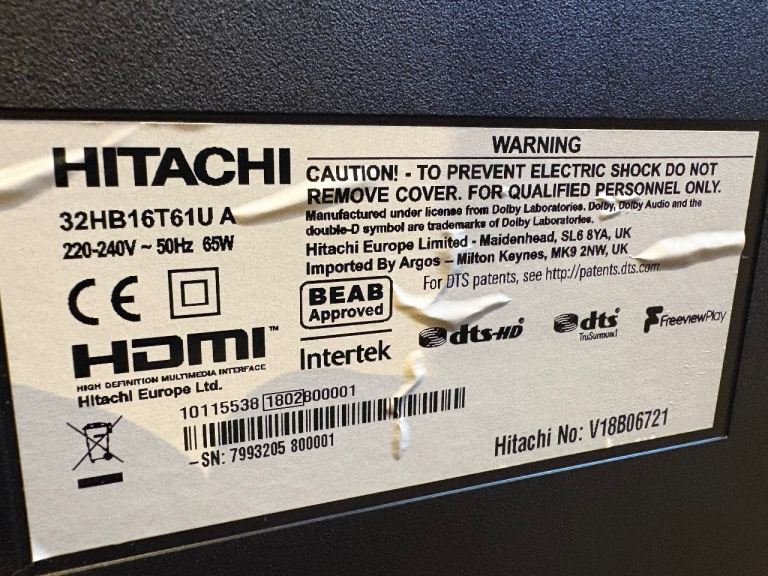 HITACHI
32HB16T61U A
220-240V ~ 50Hz 65W
CE
HDMI™
HIGH DEFINITION MULTIMEDIA INTERFACE
Hitachi Europe Ltd.
WARNING
CAUTION! - TO PREVENT ELECTRIC SHOCK DO NOT
REMOVE COVER. FOR QUALIFIED PERSONNEL ONLY.
Manufactured under license from Dolby Laboratories. Dolby, Dolby Audio and the
double-D symbol are trademarks of Dolby Laboratories.
Hitachi Europe Limited - Maidenhead, SL6 8YA, UK
Imported By Argos – Milton Keynes, MK9 2NW, UK
For DTS patents, see http://patents.dts.com.
BEAB
Approved
Intertek
dts-HD
dts
TruSurround
FreeviewPlay
10115538 1802800001
-SN: 7993205 800001
Hitachi No: V18B06721